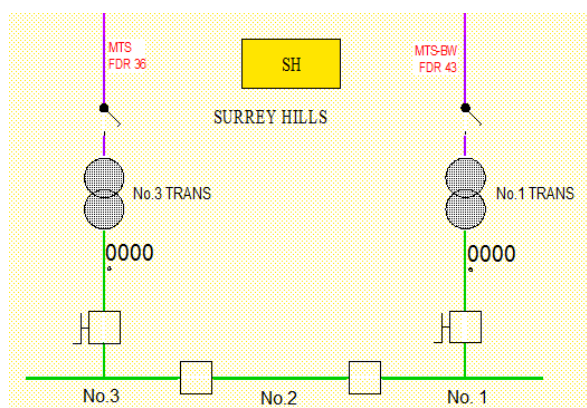 MTS
FDR 36
SH
MTS-BW
FDR 43
SURREY HILLS
No.3 TRANS
No.1 TRANS
0000
0000
No.3
No.2
No. 1